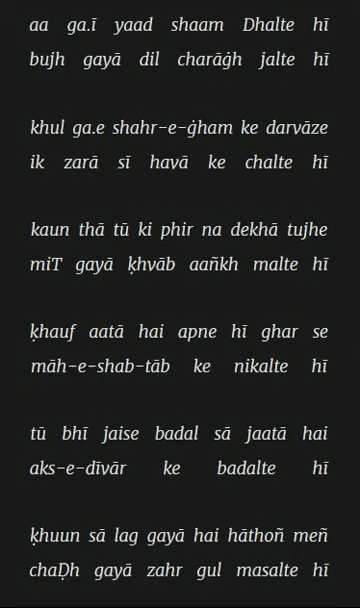 aa ga.ī yaad shaam Dhalte hī
bujh gayā dil charāġh jalte hī
khul ga.e shahr-e-ġham ke darvāze
ik zarā sī havā ke chalte hī
kaun thā tū ki phir na dekhā tujhe
miT gayā ḳhvāb aañkh malte hī
ḳhauf aatā hai apne hī ghar se
māh-e-shab-tāb ke nikalte hī
tū bhī jaise badal sā jaatā hai
aks-e-dīvār ke badalte hī
ḳhuun sā lag gayā hai hāthoñ meñ
chaḌh gayā zahr gul masalte hī